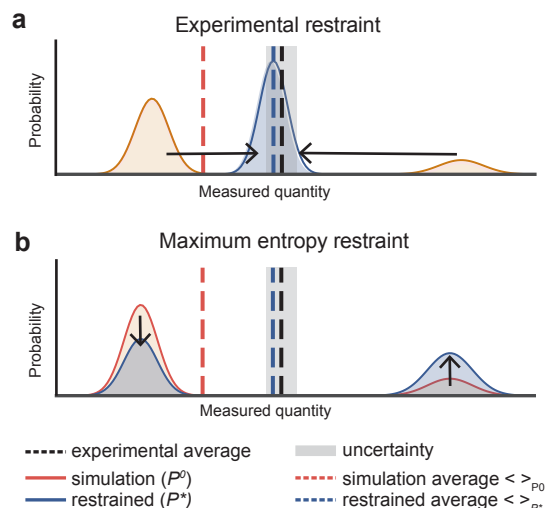 a
Experimental restraint
Probability
Measured quantity
b
Maximum entropy restraint
Probability
Measured quantity
experimental average
uncertainty
simulation (P⁰)
simulation average < >P0
restrained (P*)
restrained average < >P*